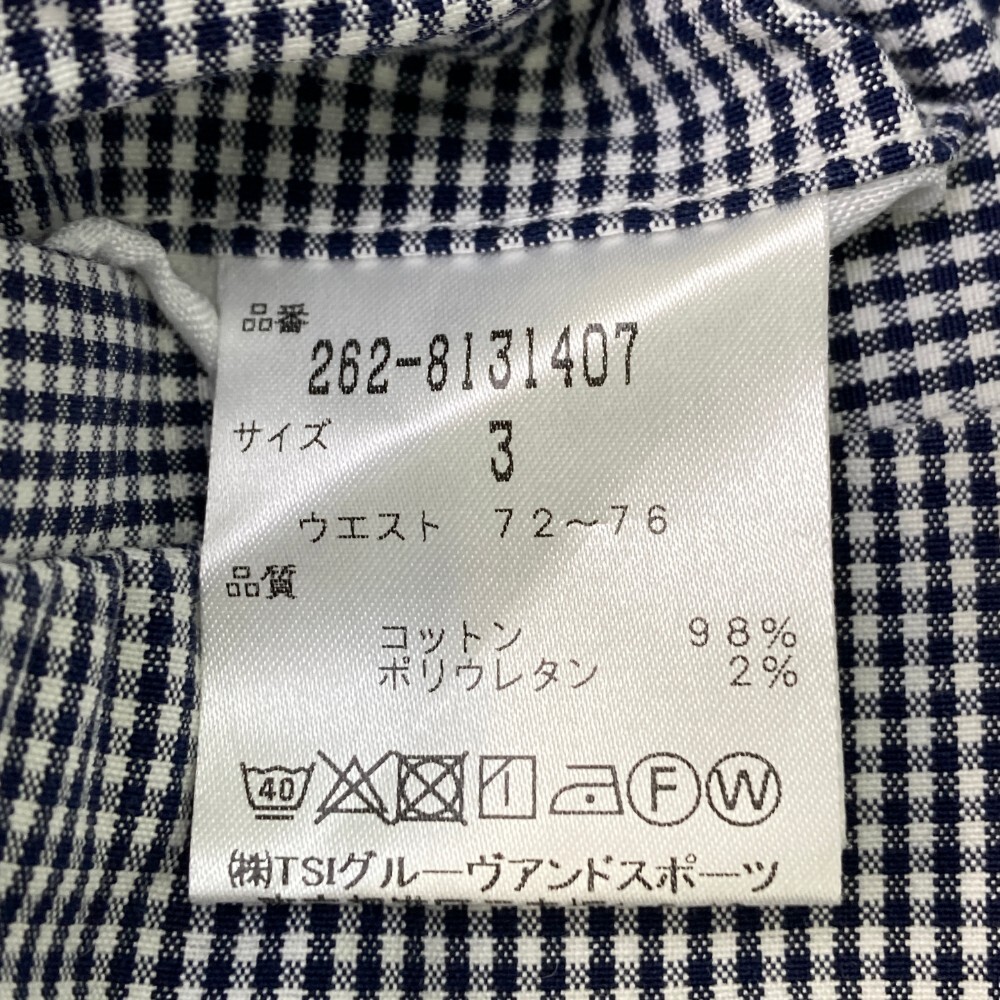 品番
262-8131407
サイズ 3
ウエスト 72～76
品質
コットン 98%
ポリウレタン 2%
40 F W
(株)TSIグルーヴアンドスポーツ